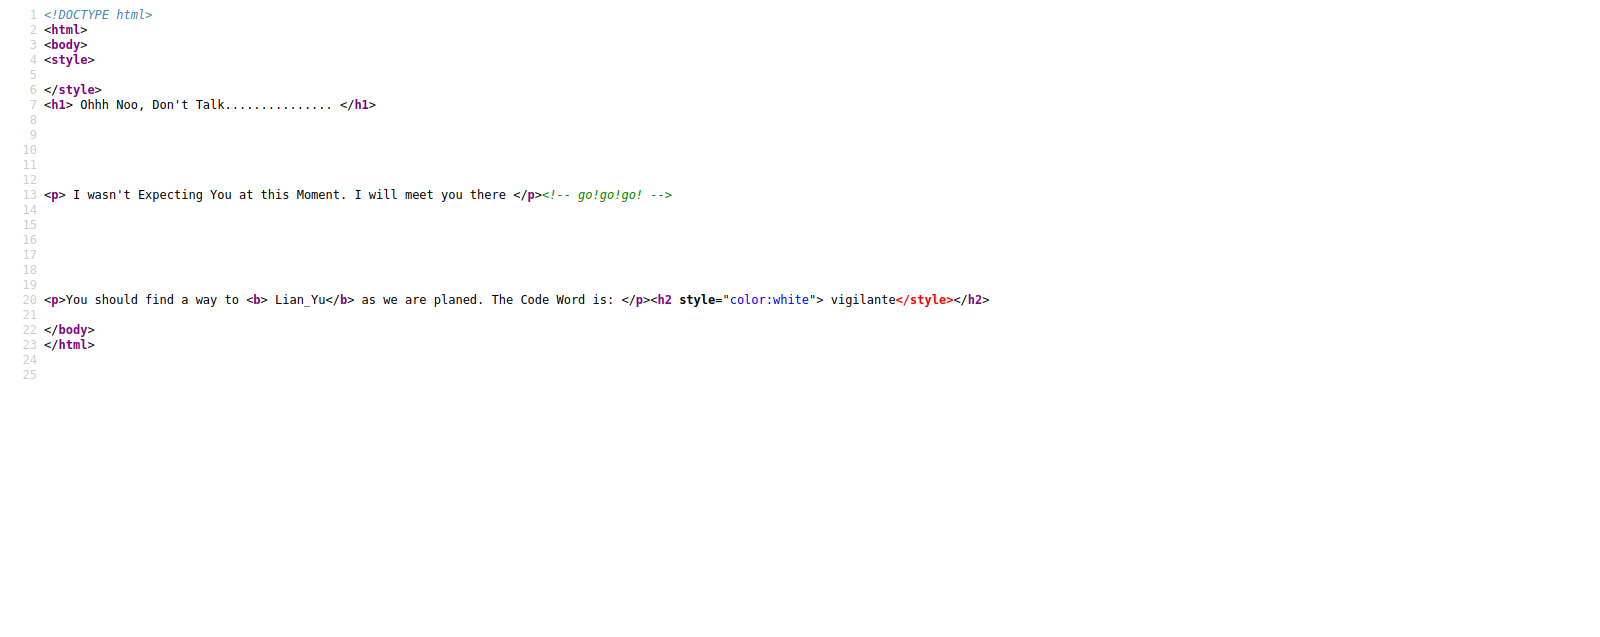 1 <!DOCTYPE html>
2 <html>
3 <body>
4 <style>
5
6 </style>
7 <h1> Ohhh Noo, Don't Talk............... </h1>
8
9
10
11
12
13 <p> I wasn't Expecting You at this Moment. I will meet you there </p><!-- go!go!go! -->
14
15
16
17
18
19
20 <p>You should find a way to <b> Lian_Yu</b> as we are planed. The Code Word is: </p><h2 style="color:white"> vigilante</style></h2>
21
22 </body>
23 </html>
24
25